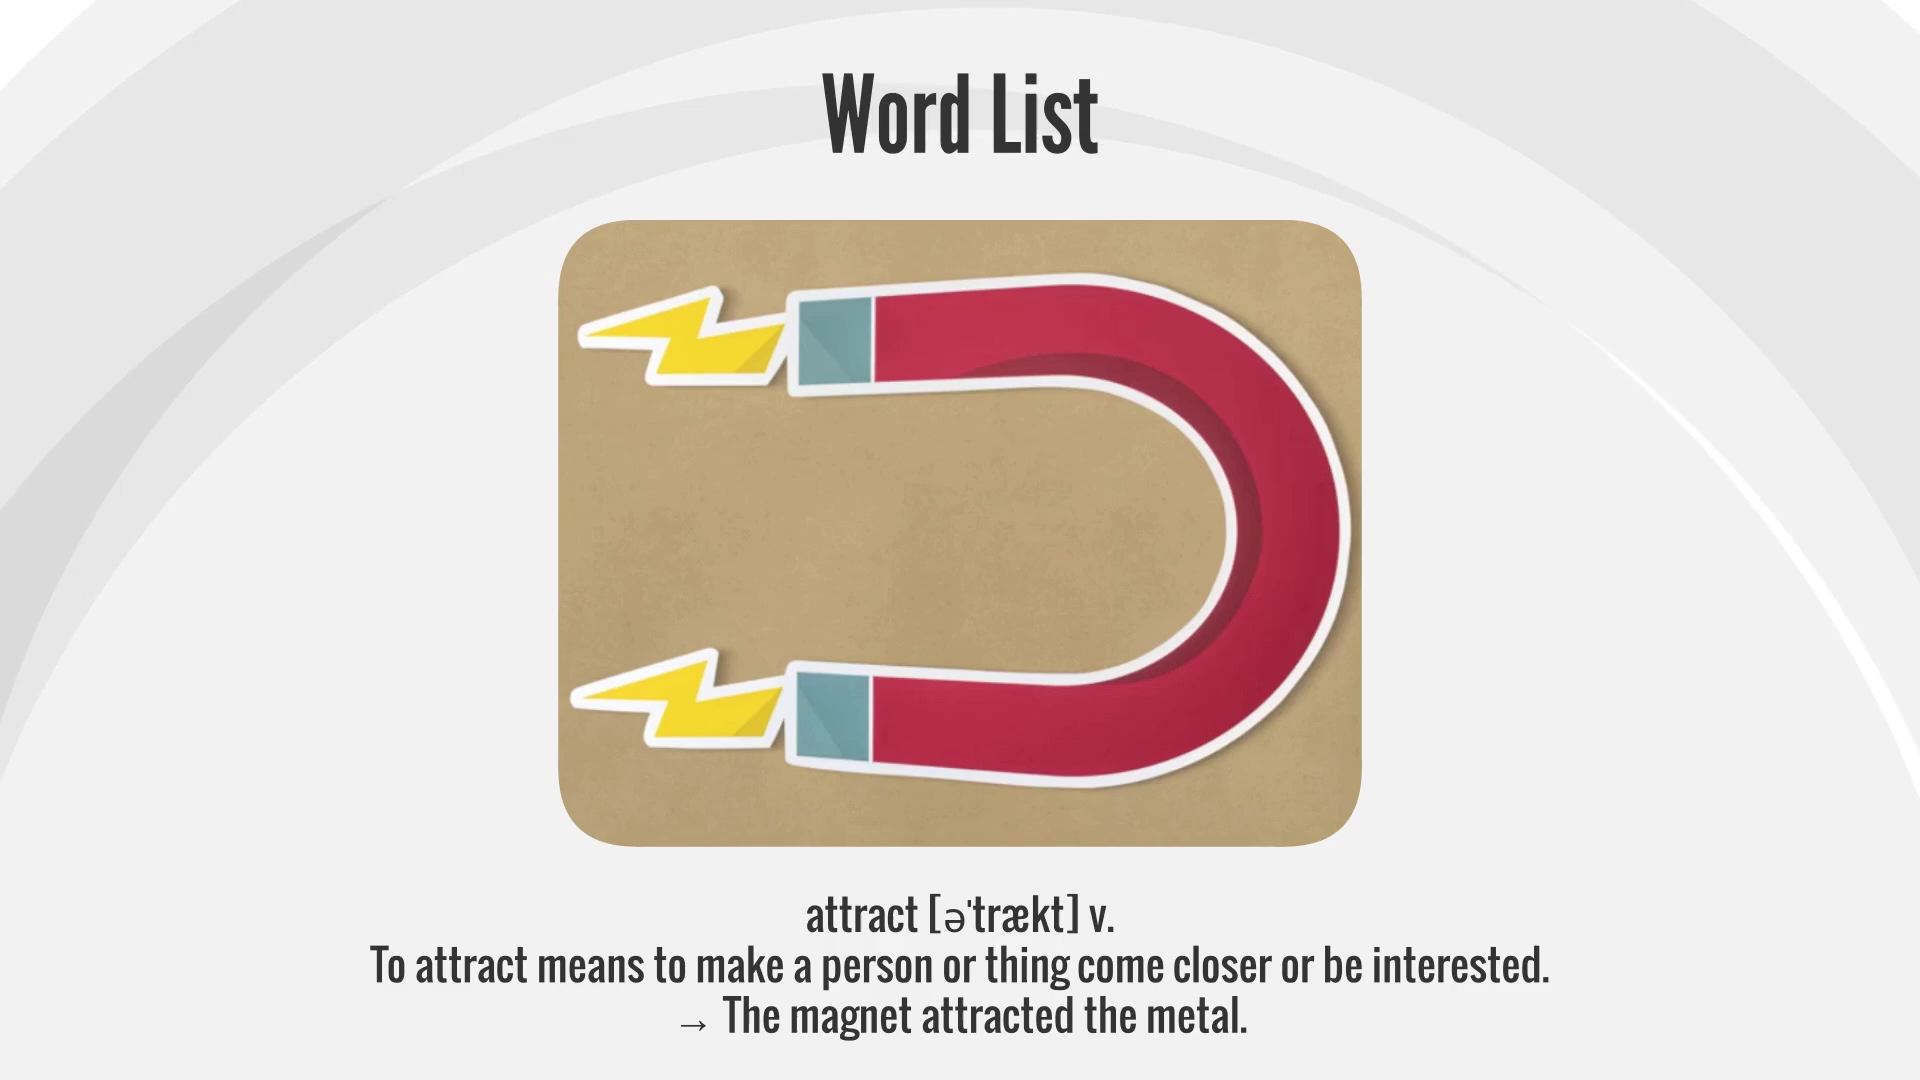 Word List
attract [əˈtrækt] v.
To attract means to make a person or thing come closer or be interested.
→ The magnet attracted the metal.